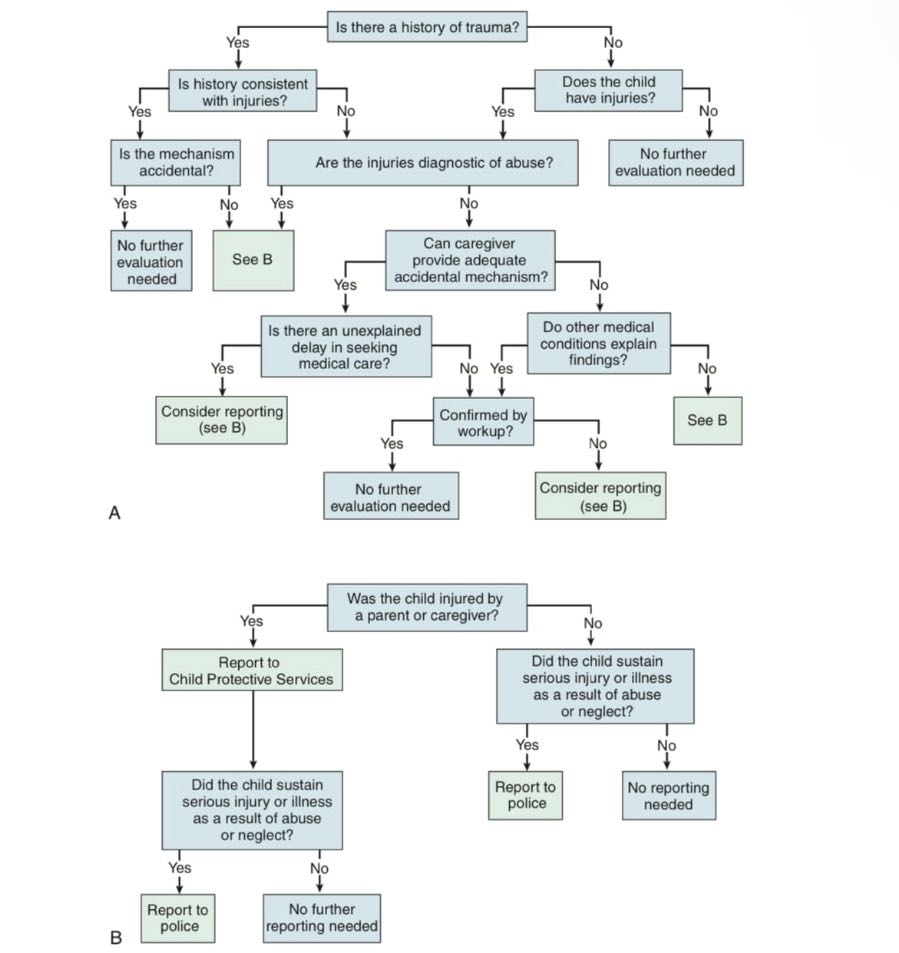 Is there a history of trauma?
Yes
No
Is history consistent
with injuries?
Does the child
have injuries?
Yes
No
Yes
No
Is the mechanism
accidental?
Are the injuries diagnostic of abuse?
No further
evaluation needed
Yes
No
Yes
No
No further
evaluation
needed
See B
Can caregiver
provide adequate
accidental mechanism?
Yes
No
Is there an unexplained
delay in seeking
medical care?
Do other medical
conditions explain
findings?
Yes
No
Yes
No
Consider reporting
(see B)
Confirmed by
workup?
See B
Yes
No
No further
evaluation needed
Consider reporting
(see B)
A
Was the child injured by
a parent or caregiver?
Yes
No
Report to
Child Protective Services
Did the child sustain
serious injury or illness
as a result of abuse
or neglect?
Yes
No
Report to
police
No reporting
needed
Did the child sustain
serious injury or illness
as a result of abuse
or neglect?
Yes
No
Report to
police
No further
reporting needed
B